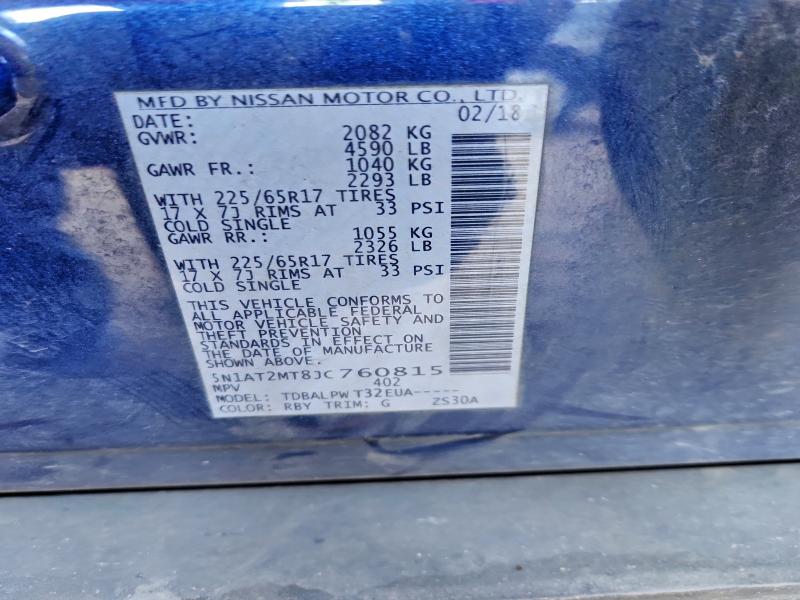 MFD BY NISSAN MOTOR CO., LTD.
DATE: 02/18
GVWR: 2082 KG
4590 LB
GAWR FR.: 1040 KG
2293 LB
WITH 225/65R17 TIRES
17 X 7J RIMS AT 33 PSI
COLD SINGLE
GAWR RR.: 1055 KG
2326 LB
WITH 225/65R17 TIRES
17 X 7J RIMS AT 33 PSI
COLD SINGLE
THIS VEHICLE CONFORMS TO
ALL APPLICABLE FEDERAL
MOTOR VEHICLE SAFETY AND
THEFT PREVENTION
STANDARDS IN EFFECT ON
THE DATE OF MANUFACTURE
SHOWN ABOVE.
5N1AT2MT8JC760815
MPV 402
MODEL: TDBALPWT32EUA-----
COLOR: RBY TRIM: G ZS30A